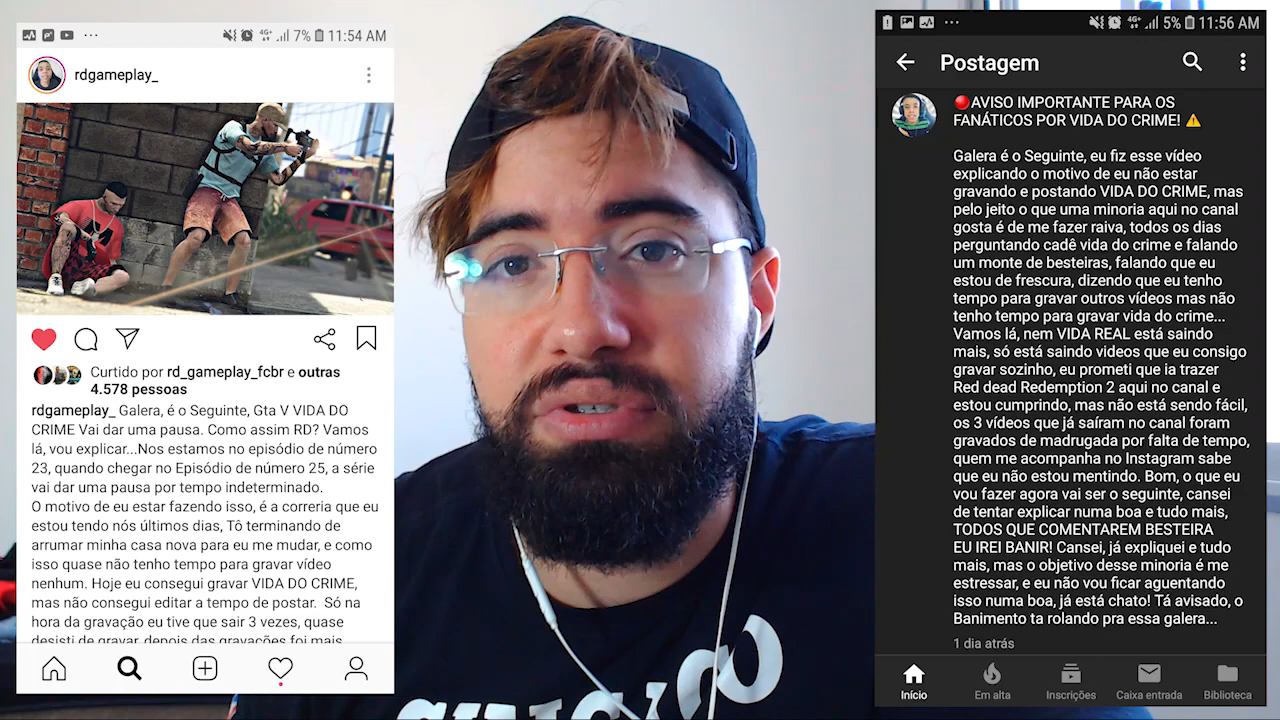 7% 11:54 AM
rdgameplay_
Curtido por rd_gameplay_fcbr e outras
4.578 pessoas
rdgameplay_ Galera, é o Seguinte, Gta V VIDA DO
CRIME Vai dar uma pausa. Como assim RD? Vamos
lá, vou explicar...Nos estamos no episódio de número
23, quando chegar no Episódio de número 25, a série
vai dar uma pausa por tempo indeterminado.
O motivo de eu estar fazendo isso, é a correria que eu
estou tendo nós últimos dias, Tô terminando de
arrumar minha casa nova para eu me mudar, e como
isso quase não tenho tempo para gravar vídeo
nenhum. Hoje eu consegui gravar VIDA DO CRIME,
mas não consegui editar a tempo de postar. Só na
hora da gravação eu tive que sair 3 vezes, quase
desisti de gravar, depois das gravações foi mais
4G+ 5% 11:56 AM
Postagem
AVISO IMPORTANTE PARA OS
FANÁTICOS POR VIDA DO CRIME!
Galera é o Seguinte, eu fiz esse vídeo
explicando o motivo de eu não estar
gravando e postando VIDA DO CRIME, mas
pelo jeito o que uma minoria aqui no canal
gosta é de me fazer raiva, todos os dias
perguntando cadê vida do crime e falando
um monte de besteiras, falando que eu
estou de frescura, dizendo que eu tenho
tempo para gravar outros vídeos mas não
tenho tempo para gravar vida do crime...
Vamos lá, nem VIDA REAL está saindo
mais, só está saindo videos que eu consigo
gravar sozinho, eu prometi que ia trazer
Red dead Redemption 2 aqui no canal e
estou cumprindo, mas não está sendo fácil,
os 3 vídeos que já saíram no canal foram
gravados de madrugada por falta de tempo,
quem me acompanha no Instagram sabe
que eu não estou mentindo. Bom, o que eu
vou fazer agora vai ser o seguinte, cansei
de tentar explicar numa boa e tudo mais,
TODOS QUE COMENTAREM BESTEIRA
EU IREI BANIR! Cansei, já expliquei e tudo
mais, mas o objetivo desse minoria é me
estressar, e eu não vou ficar aguentando
isso numa boa, já está chato! Tá avisado, o
Banimento ta rolando pra essa galera...
1 dia atrás
Início
Em alta
Inscrições
Caixa entrada
Biblioteca